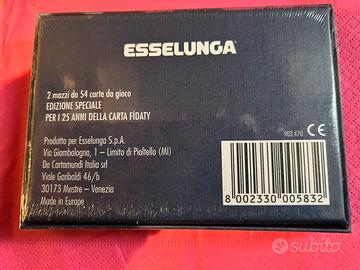 ESSELUNGA®
2 mazzi da 54 carte da gioco
EDIZIONE SPECIALE
PER I 25 ANNI DELLA CARTA FÌDATY
903.470
CE
Prodotto per Esselunga S.p.A.
Via Giambologna, 1 – Limito di Pioltello (MI)
Da Cartamundi Italia srl
Viale Garibaldi 46/b
30173 Mestre – Venezia
Made in Europe
8 002330 005832
subito